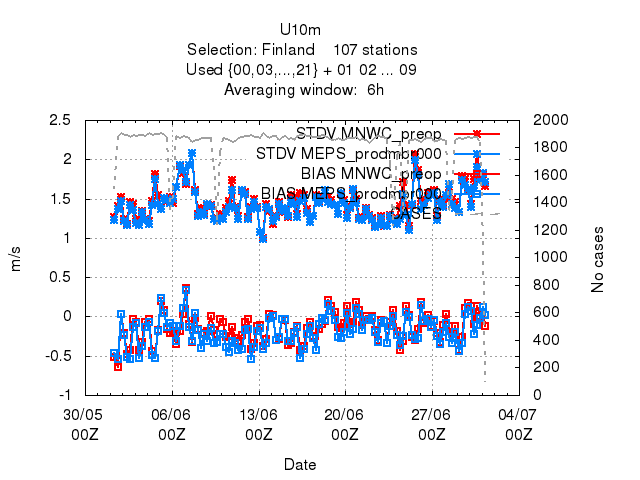 U10m
Selection: Finland 107 stations
Used {00,03,...,21} + 01 02 ... 09
Averaging window: 6h
2.5
2
1.5
1
0.5
0
-0.5
-1
m/s
2000
1800
1600
1400
1200
1000
800
600
400
200
0
No cases
STDV MNWC_preop
STDV MEPS_prodmbr000
BIAS MNWC_preop
BIAS MEPS_prodmbr000
CASES
30/05 06/06 13/06 20/06 27/06 04/07
00Z 00Z 00Z 00Z 00Z 00Z
Date